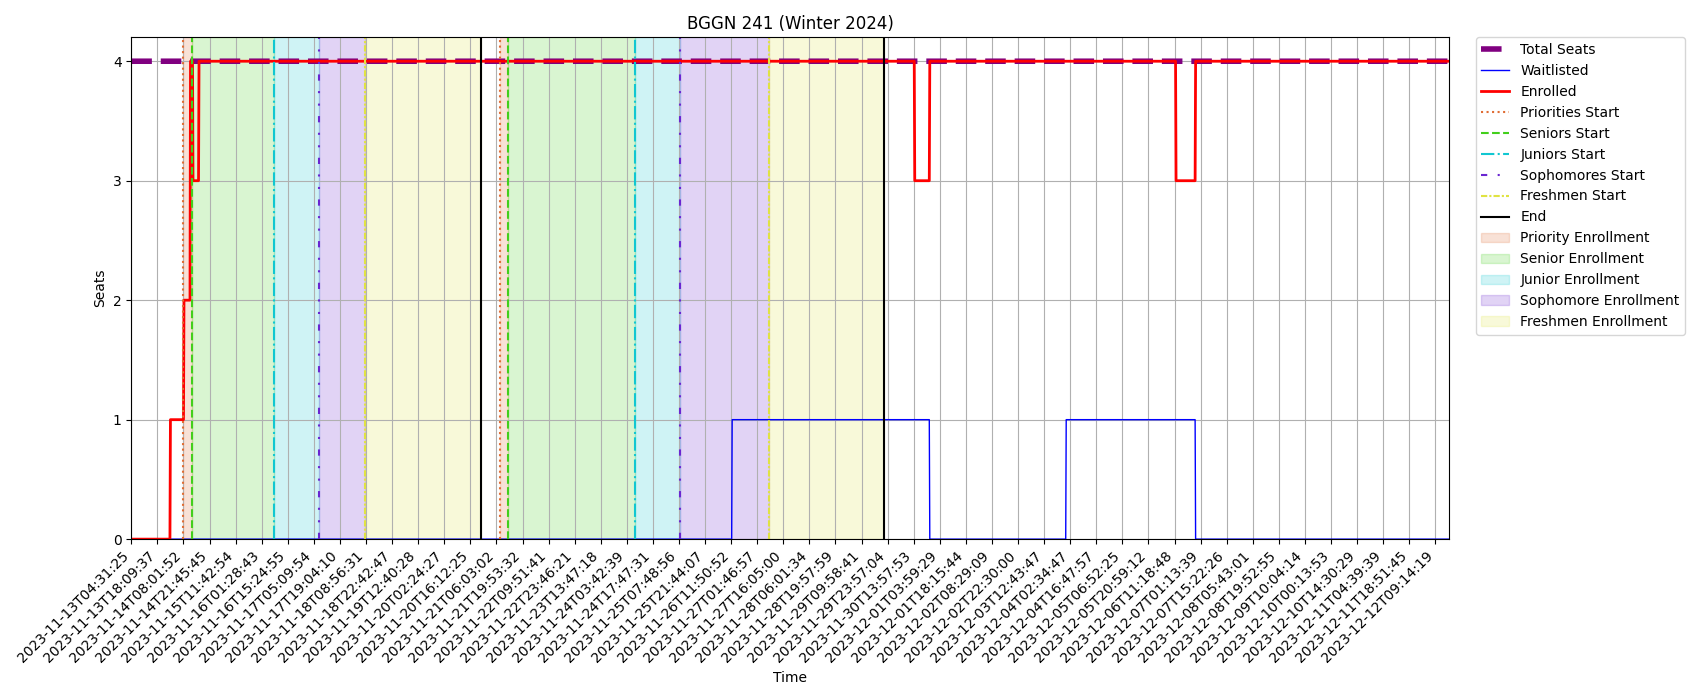 BGGN 241 (Winter 2024)
Seats
4
3
2
1
0
2023-11-13T04:31:25
2023-11-13T18:09:37
2023-11-14T08:01:52
2023-11-14T21:45:45
2023-11-15T11:42:54
2023-11-16T01:28:43
2023-11-16T15:24:55
2023-11-17T05:09:54
2023-11-17T19:04:10
2023-11-18T08:56:31
2023-11-18T22:42:47
2023-11-19T12:40:28
2023-11-20T02:24:27
2023-11-20T16:12:25
2023-11-21T06:03:02
2023-11-21T19:53:32
2023-11-22T09:51:41
2023-11-22T23:46:21
2023-11-23T13:47:18
2023-11-24T03:42:39
2023-11-24T17:47:31
2023-11-25T07:48:56
2023-11-25T21:44:07
2023-11-26T11:50:52
2023-11-27T01:46:57
2023-11-27T16:05:00
2023-11-28T06:01:34
2023-11-28T19:57:59
2023-11-29T09:58:41
2023-11-29T23:57:04
2023-11-30T13:57:53
2023-12-01T03:59:29
2023-12-01T18:15:44
2023-12-02T08:29:09
2023-12-02T22:30:00
2023-12-03T12:43:47
2023-12-04T02:34:47
2023-12-04T16:47:57
2023-12-05T06:52:25
2023-12-05T20:59:12
2023-12-06T11:18:48
2023-12-07T01:13:39
2023-12-07T15:22:26
2023-12-08T05:43:01
2023-12-08T19:52:55
2023-12-09T10:04:14
2023-12-10T00:13:53
2023-12-10T14:30:29
2023-12-11T04:39:39
2023-12-11T18:51:45
2023-12-12T09:14:19
Time
Total Seats
Waitlisted
Enrolled
Priorities Start
Seniors Start
Juniors Start
Sophomores Start
Freshmen Start
End
Priority Enrollment
Senior Enrollment
Junior Enrollment
Sophomore Enrollment
Freshmen Enrollment